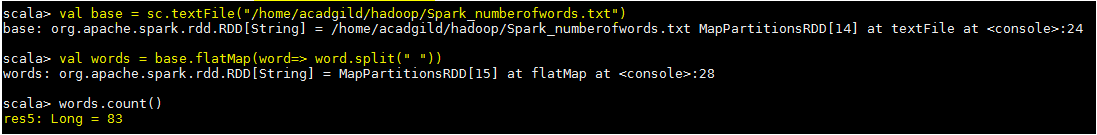 scala> val base = sc.textFile("/home/acadgild/hadoop/Spark_numberofwords.txt")
base: org.apache.spark.rdd.RDD[String] = /home/acadgild/hadoop/Spark_numberofwords.txt MapPartitionsRDD[14] at textFile at <console>:24
scala> val words = base.flatMap(word=> word.split(" "))
words: org.apache.spark.rdd.RDD[String] = MapPartitionsRDD[15] at flatMap at <console>:28
scala> words.count()
res5: Long = 83